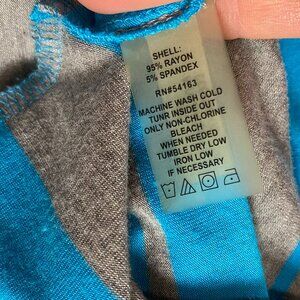 SHELL:
95% RAYON
5% SPANDEX
RN#54163
MACHINE WASH COLD
TUNR INSIDE OUT
ONLY NON-CHLORINE
BLEACH
WHEN NEEDED
TUMBLE DRY LOW
IRON LOW
IF NECESSARY